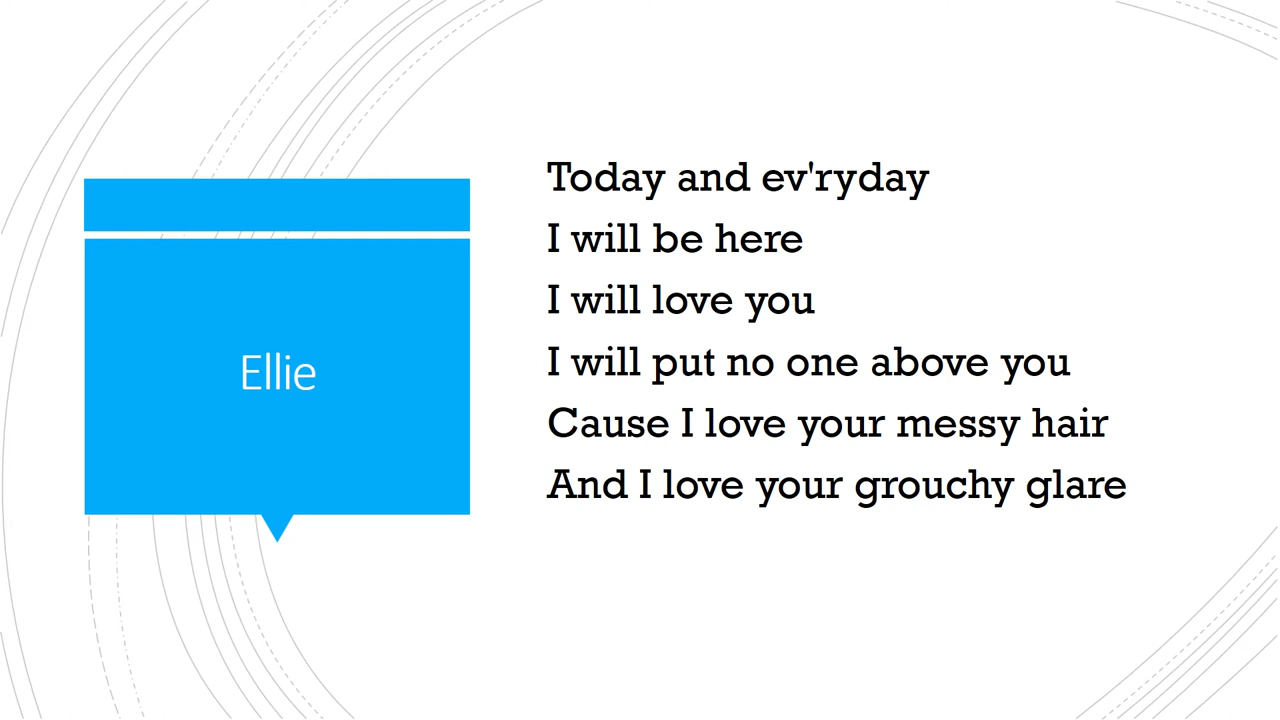 Ellie
Today and ev'ryday
I will be here
I will love you
I will put no one above you
Cause I love your messy hair
And I love your grouchy glare